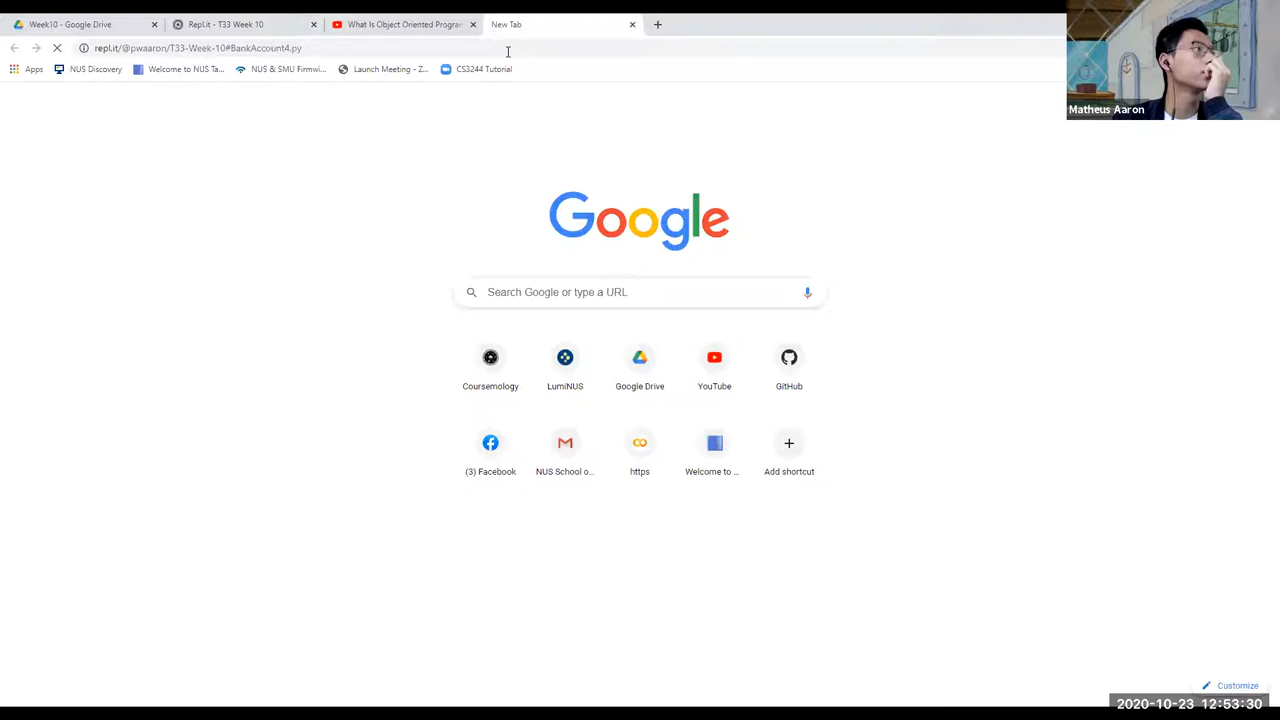 Week10 - Google Drive
Repl.it - T33 Week 10
What Is Object Oriented Program
New Tab
repl.it/@pwaaron/T33-Week-10#BankAccount4.py
Apps
NUS Discovery
Welcome to NUS Ta...
NUS & SMU Firmwi...
Launch Meeting - Z...
CS3244 Tutorial
Matheus Aaron
Google
Search Google or type a URL
Coursemology
LumiNUS
Google Drive
YouTube
GitHub
(3) Facebook
NUS School o...
https
Welcome to ...
Add shortcut
Customize
2020-10-23 12:53:30